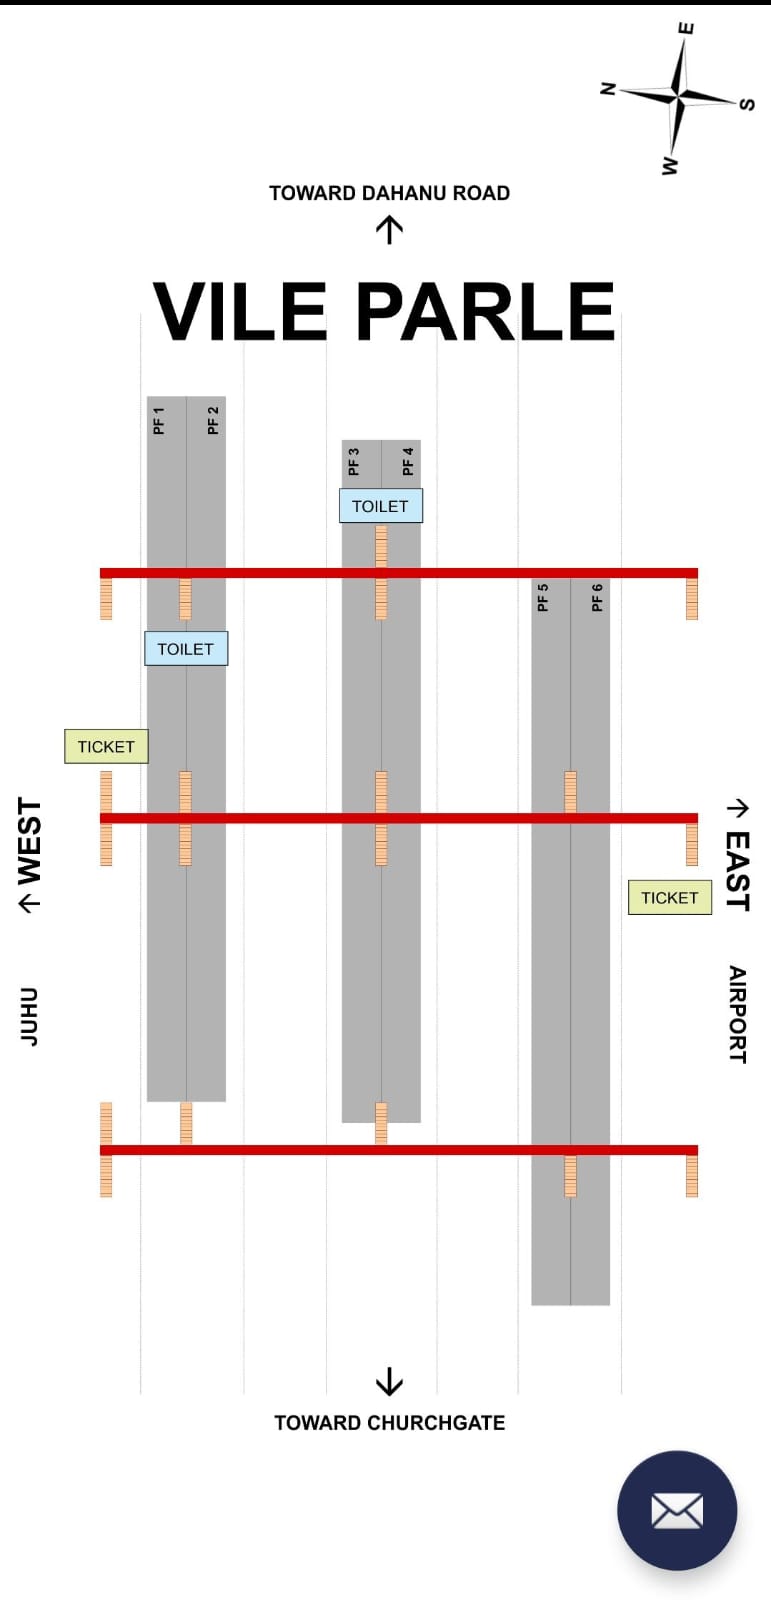 E
N
S
W
TOWARD DAHANU ROAD
↑
VILE PARLE
PF 1
PF 2
PF 3
PF 4
TOILET
PF 5
PF 6
TOILET
TICKET
↑ WEST
JUHU
↑ EAST
AIRPORT
TICKET
↓
TOWARD CHURCHGATE